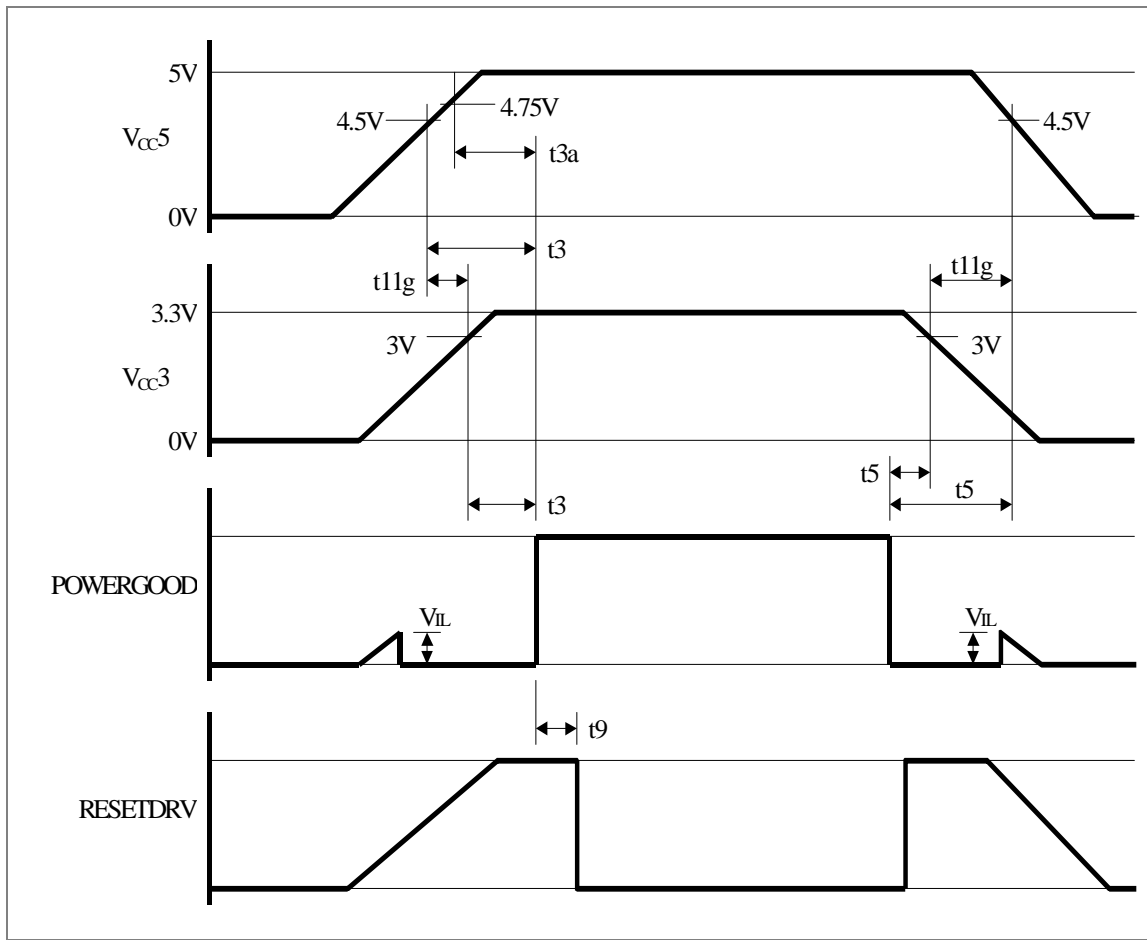 5V
4.5V
4.75V
4.5V
VCC5
t3a
0V
t3
t11g
t11g
3.3V
3V
3V
VCC3
0V
t5
t5
t3
POWERGOOD
VIL
VIL
t9
RESETDRV